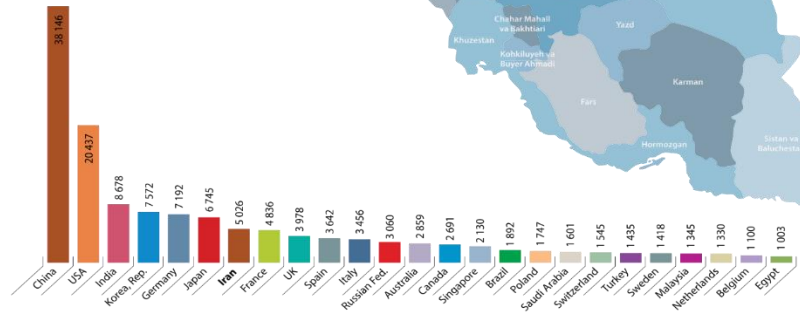 Chahar Mahall
va Bakhtiari
Yazd
Khuzestan
Kohkiluyeh va
Buyer Ahmadi
Karman
Fars
Hormozgan
Sistan va
38 146
20 437
8 678
7 572
7 192
6 745
5 026
4 836
3 978
3 642
3 456
3 060
2 859
2 691
2 130
1 892
1 747
1 601
1 545
1 435
1 418
1 345
1 330
1 100
1 003
China
USA
India
Korea, Rep.
Germany
Japan
Iran
France
UK
Spain
Italy
Russian Fed.
Australia
Canada
Singapore
Brazil
Poland
Saudi Arabia
Switzerland
Turkey
Sweden
Malaysia
Netherlands
Belgium
Egypt